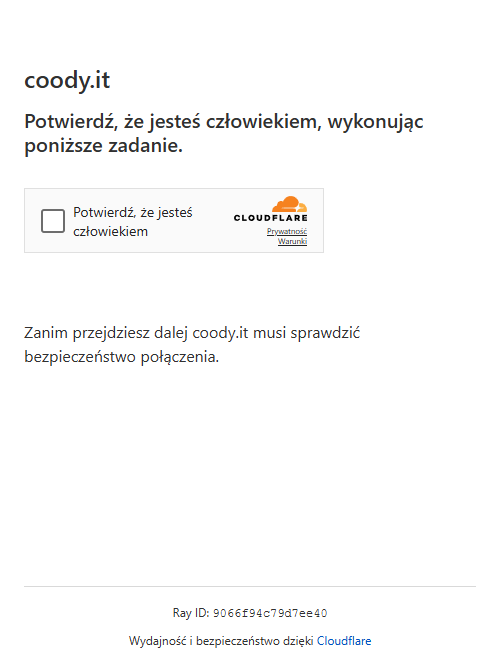 coody.it
Potwierdź, że jesteś człowiekiem, wykonując
poniższe zadanie.
Potwierdź, że jesteś
człowiekiem
CLOUDFLARE
Prywatność
Warunki
Zanim przejdziesz dalej coody.it musi sprawdzić
bezpieczeństwo połączenia.
Ray ID: 9066f94c79d7ee40
Wydajność i bezpieczeństwo dzięki Cloudflare